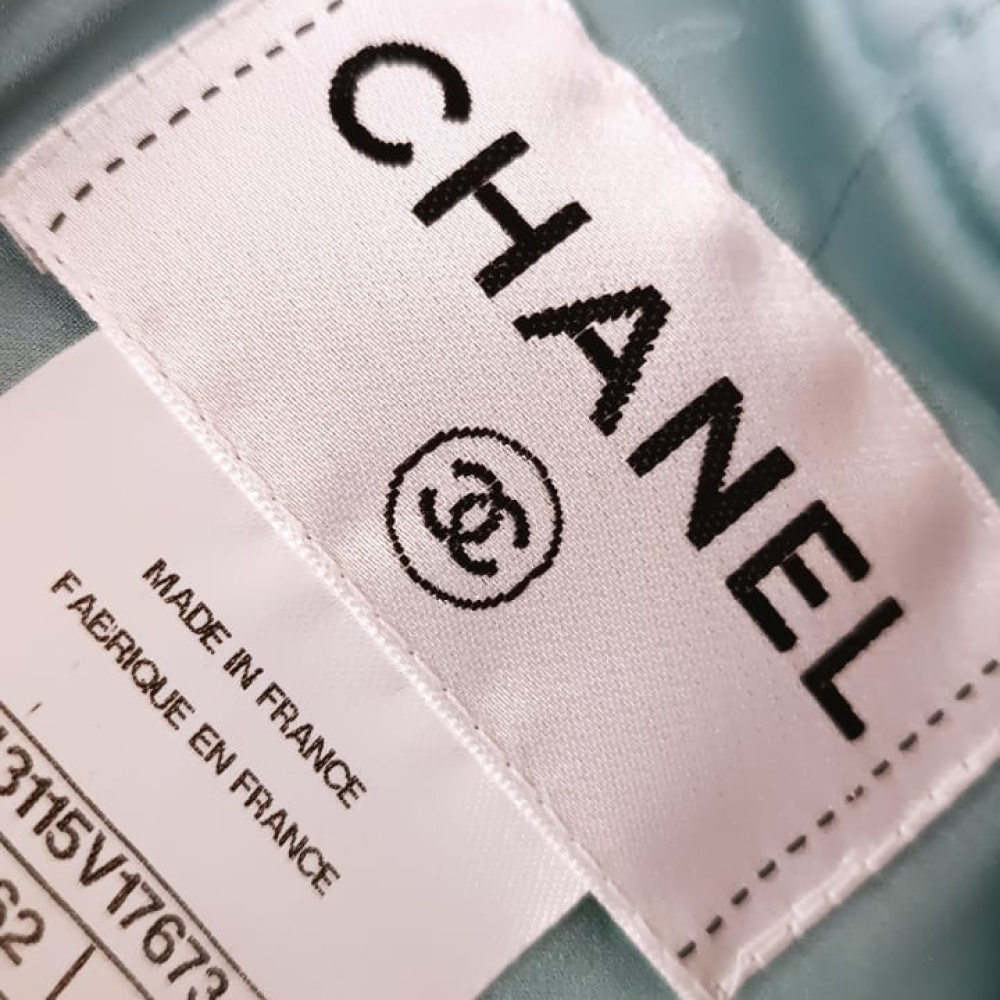 CHANEL
MADE IN FRANCE
FABRIQUE EN FRANCE
3115V17673
62